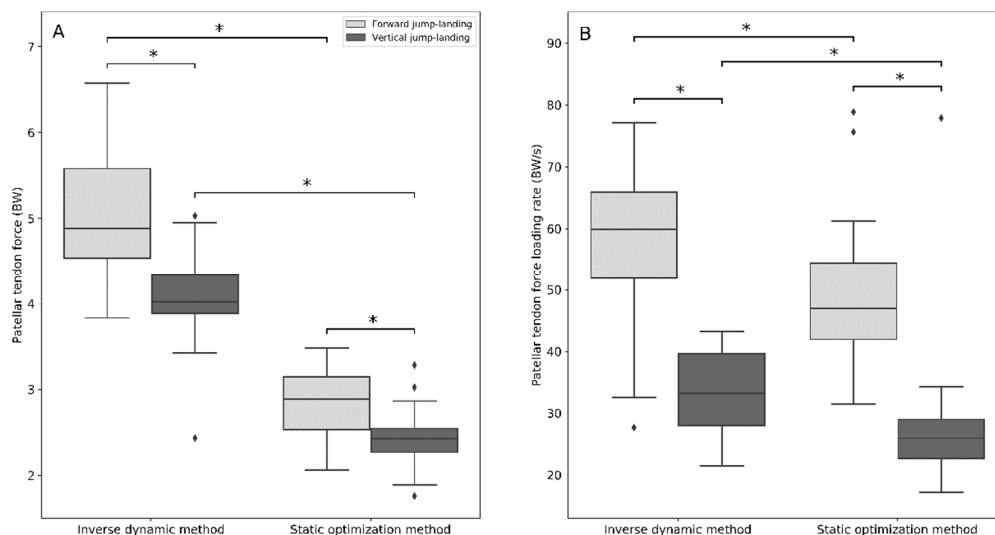 A
Forward jump-landing
Vertical jump-landing
*
*
*
*
Patellar tendon force (BW)
7
6
5
4
3
2
Inverse dynamic method
Static optimization method
B
*
*
*
*
Patellar tendon force loading rate (BW/s)
90
80
70
60
50
40
30
20
Inverse dynamic method
Static optimization method